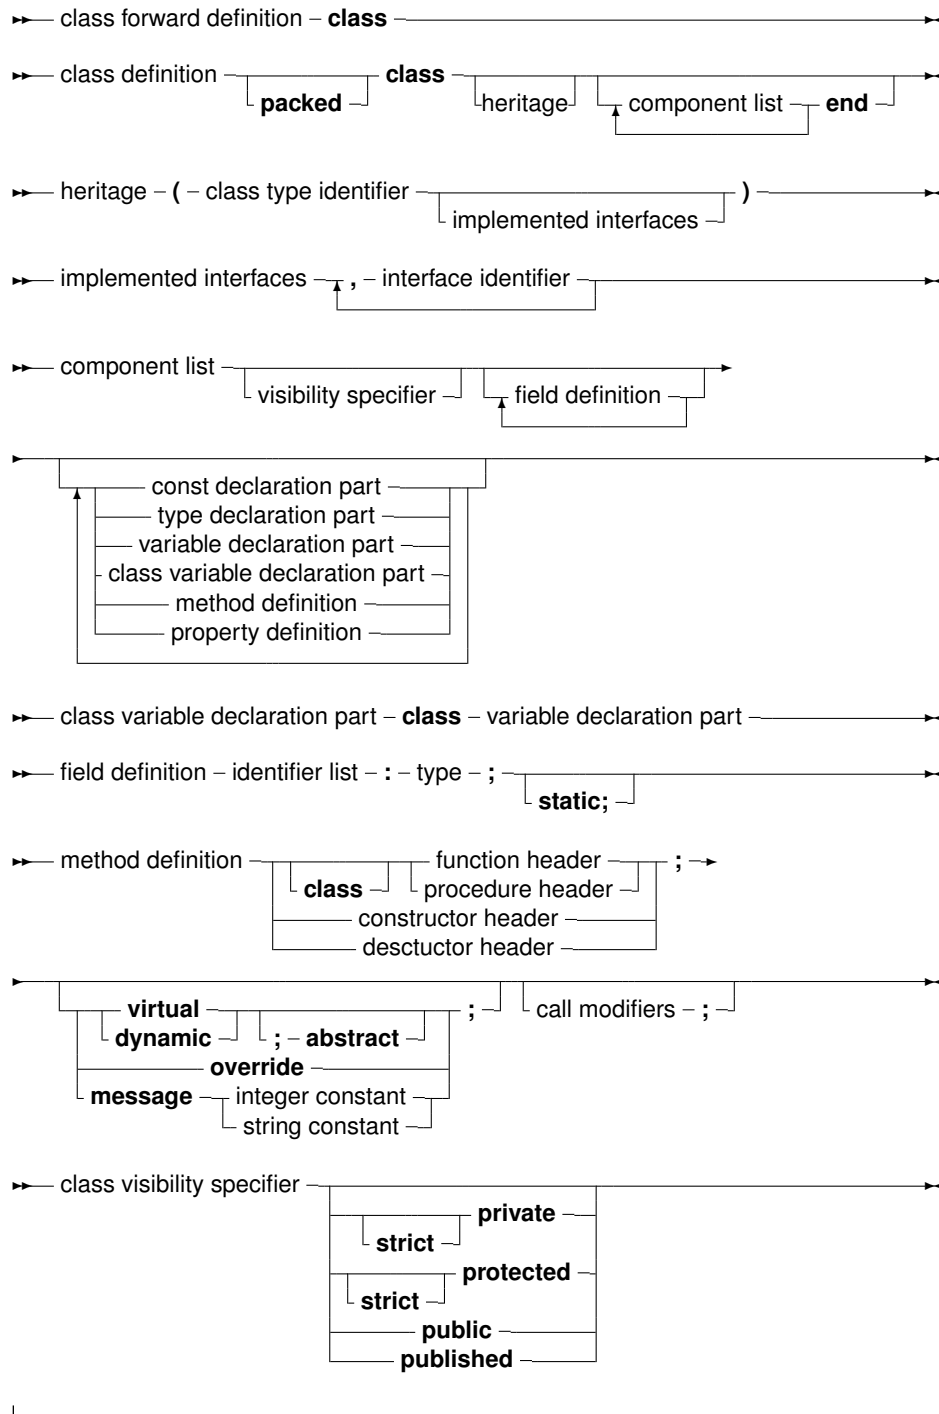 class forward definition – class
class definition class
packed heritage component list end
heritage – ( – class type identifier )
implemented interfaces
implemented interfaces , – interface identifier
component list
visibility specifier field definition
const declaration part
type declaration part
variable declaration part
class variable declaration part
method definition
property definition
class variable declaration part – class – variable declaration part
field definition – identifier list – : – type – ;
static;
method definition function header ;
class procedure header
constructor header
desctuctor header
virtual ; call modifiers – ;
dynamic ; – abstract
override
message integer constant
string constant
class visibility specifier
private
strict
protected
strict
public
published